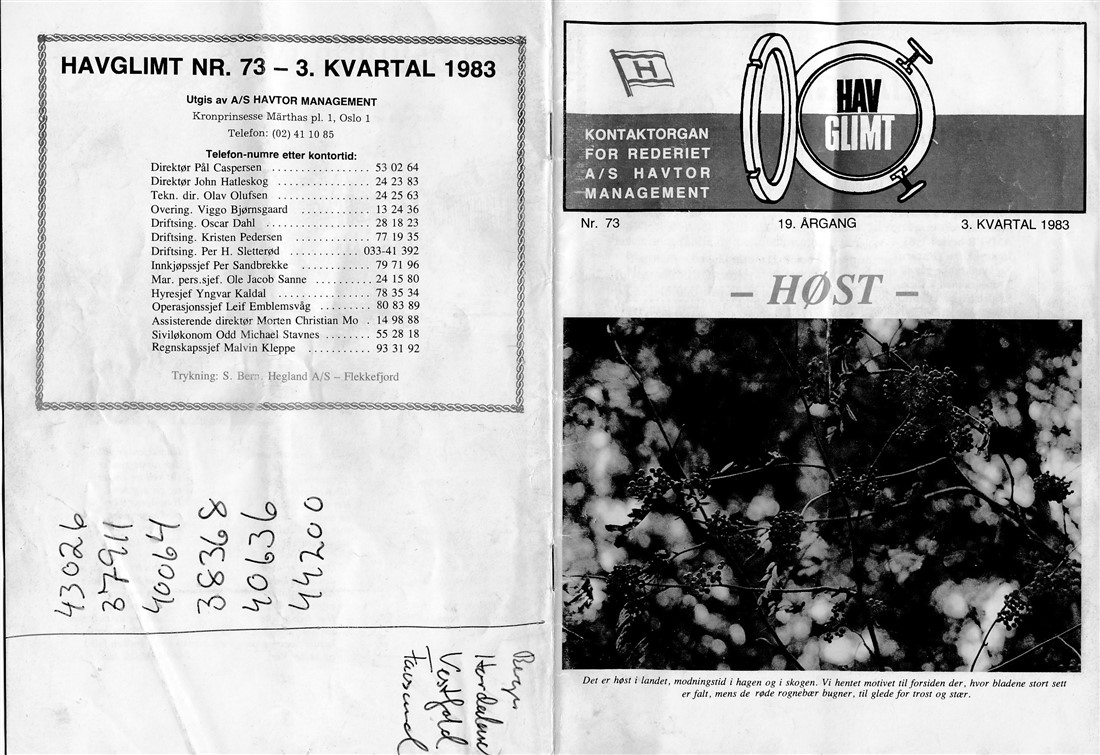 HAVGLIMT NR. 73 – 3. KVARTAL 1983
Utgis av A/S HAVTOR MANAGEMENT
Kronprinsesse Märthas pl. 1, Oslo 1
Telefon: (02) 41 10 85
Telefon-numre etter kontortid:
Direktør Pål Caspersen ................. 53 02 64
Direktør John Hatleskog ................ 24 23 83
Tekn. dir. Olav Olufsen ................ 24 25 63
Overing. Viggo Bjørnsgaard ............ 13 24 36
Driftsing. Oscar Dahl .................. 28 18 23
Driftsing. Kristen Pedersen ............ 77 19 35
Driftsing. Per H. Sletterød ............ 033-41 392
Innkjøpssjef Per Sandbrekke ............ 79 71 96
Mar. pers.sjef. Ole Jacob Sanne .......... 24 15 80
Hyresjef Yngvar Kaldal ................ 78 35 34
Operasjonssjef Leif Emblemsvåg ......... 80 83 89
Assisterende direktør Morten Christian Mo . 14 98 88
Siviløkonom Odd Michael Stavnes ........ 55 28 18
Regnskapssjef Malvin Kleppe ........... 93 31 92
Trykning: S. Bern. Hegland A/S – Flekkefjord
43026
37911
40064
38368
40636
44200
Vestfold
H
HAV
GLIMT
KONTAKTORGAN
FOR REDERIET
A/S HAVTOR
MANAGEMENT
Nr. 73 19. ÅRGANG 3. KVARTAL 1983
– HØST –
Det er høst i landet, modningstid i hagen og i skogen. Vi hentet motivet til forsiden der, hvor bladene stort sett
er falt, mens de røde rognebær bugner, til glede for trost og stær.